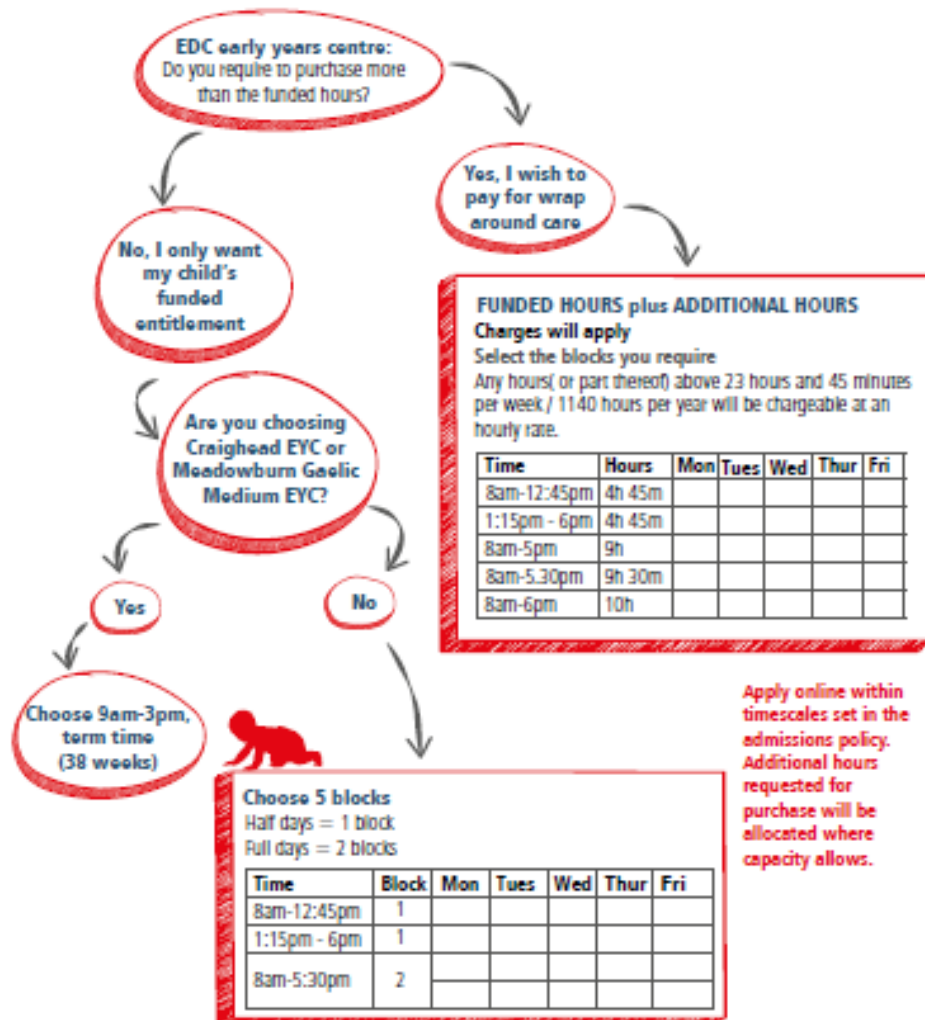 EDC early years centre:
Do you require to purchase more
than the funded hours?
Yes, I wish to
pay for wrap
around care
No, I only want
my child's
funded
entitlement
FUNDED HOURS plus ADDITIONAL HOURS
Charges will apply
Select the blocks you require
Any hours( or part thereof) above 23 hours and 45 minutes
per week / 1140 hours per year will be chargeable at an
hourly rate.
Time Hours Mon Tues Wed Thur Fri
8am-12:45pm 4h 45m
1:15pm - 6pm 4h 45m
8am-5pm 9h
8am-5.30pm 9h 30m
8am-6pm 10h
Are you choosing
Craighead EYC or
Meadowburn Gaelic
Medium EYC?
Yes
No
Choose 9am-3pm,
term time
(38 weeks)
Apply online within
timescales set in the
admissions policy.
Additional hours
requested for
purchase will be
allocated where
capacity allows.
Choose 5 blocks
Half days = 1 block
Full days = 2 blocks
Time Block Mon Tues Wed Thur Fri
8am-12:45pm 1
1:15pm - 6pm 1
8am-5:30pm 2